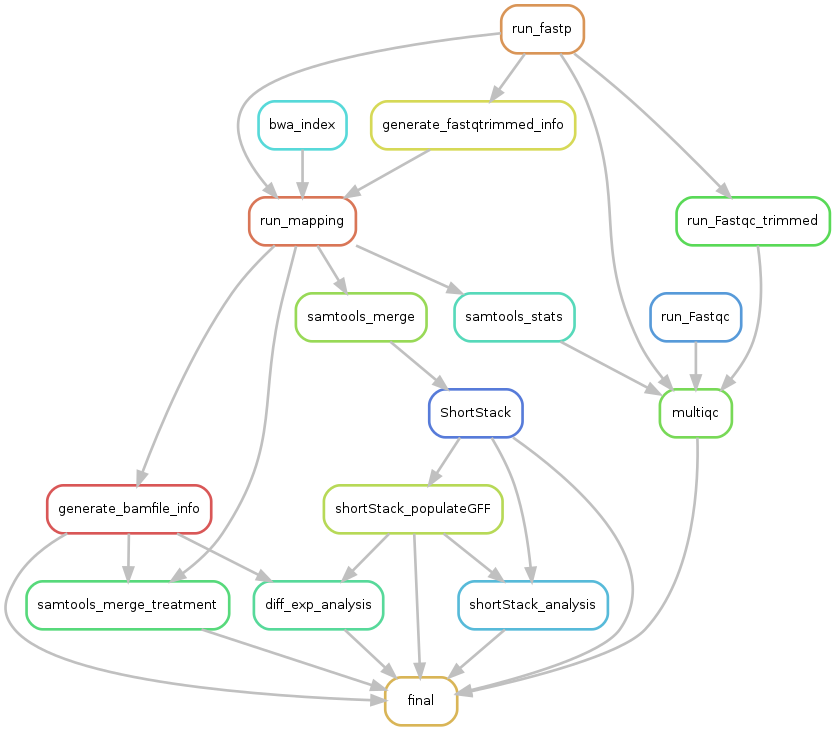 run_fastp
bwa_index
generate_fastqtrimmed_info
run_mapping
run_Fastqc_trimmed
samtools_merge
samtools_stats
run_Fastqc
ShortStack
multiqc
generate_bamfile_info
shortStack_populateGFF
samtools_merge_treatment
diff_exp_analysis
shortStack_analysis
final